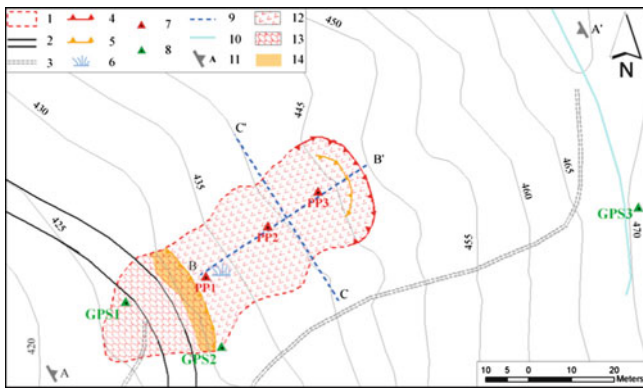 1 4 7 9 12
2 5 8 10 13
3 6 A 11 14
450
A'
N
430
445
C'
435
B'
465
PP3
425
GPS3
470
PP2
460
455
B
PP1
GPS1
C
GPS2
420
A
10 5 0 10 20
Meters